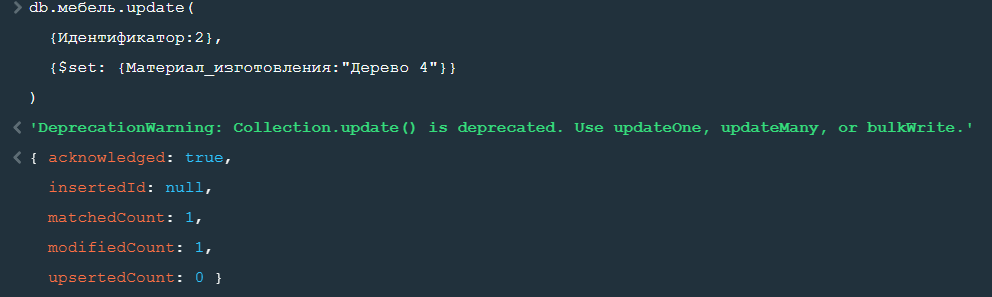 > db.мебель.update(
{Идентификатор:2},
{$set: {Материал_изготовления:"Дерево 4"}}
)
< 'DeprecationWarning: Collection.update() is deprecated. Use updateOne, updateMany, or bulkWrite.'
< { acknowledged: true,
insertedId: null,
matchedCount: 1,
modifiedCount: 1,
upsertedCount: 0 }